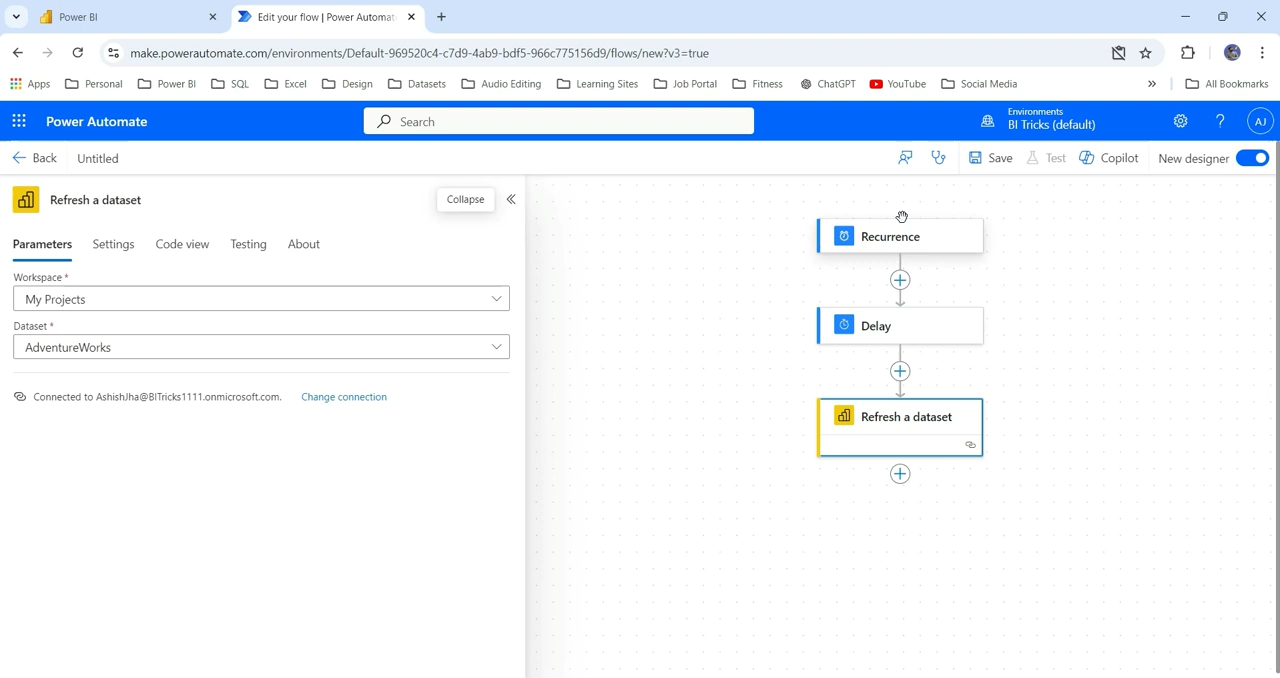 Power BI
Edit your flow | Power Automat
make.powerautomate.com/environments/Default-969520c4-c7d9-4ab9-bdf5-966c775156d9/flows/new?v3=true
Apps Personal Power BI SQL Excel Design Datasets Audio Editing Learning Sites Job Portal Fitness ChatGPT YouTube Social Media » All Bookmarks
Power Automate
Search
Environments
BI Tricks (default)
?
AJ
Back Untitled
Save Test Copilot New designer
Refresh a dataset
Collapse
Parameters Settings Code view Testing About
Workspace *
My Projects
Dataset *
AdventureWorks
Connected to AshishJha@BITricks1111.onmicrosoft.com. Change connection
Recurrence
Delay
Refresh a dataset